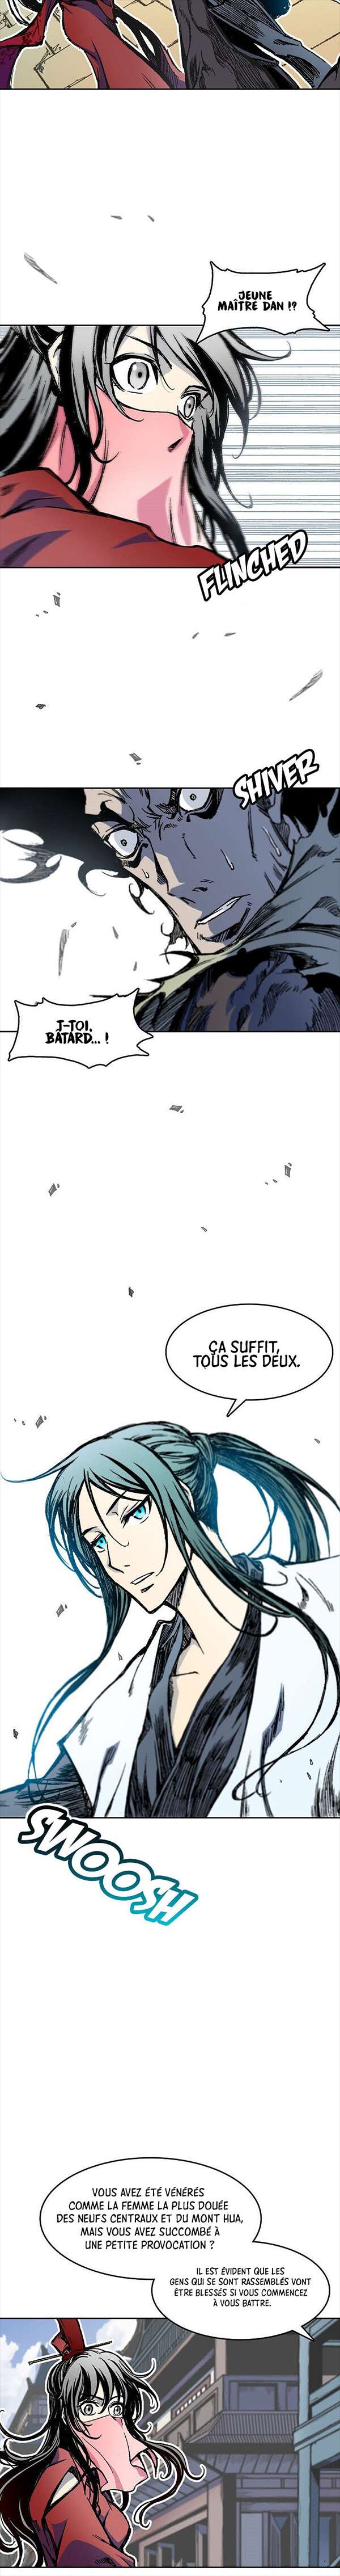 JEUNE
MAÎTRE DAN !?
FLINCHED
SHIVER
T-TOI,
BÂTARD... !
ÇA SUFFIT,
TOUS LES DEUX.
SWOOSH
VOUS AVEZ ÉTÉ VÉNÉRÉS
COMME LA FEMME LA PLUS DOUÉE
DES NEUFS CENTRAUX ET DU MONT HUA,
MAIS VOUS AVEZ SUCCOMBÉ À
UNE PETITE PROVOCATION ?
IL EST ÉVIDENT QUE LES
GENS QUI SE SONT RASSEMBLÉS VONT
ÊTRE BLESSÉS SI VOUS COMMENCEZ
À VOUS BATTRE.